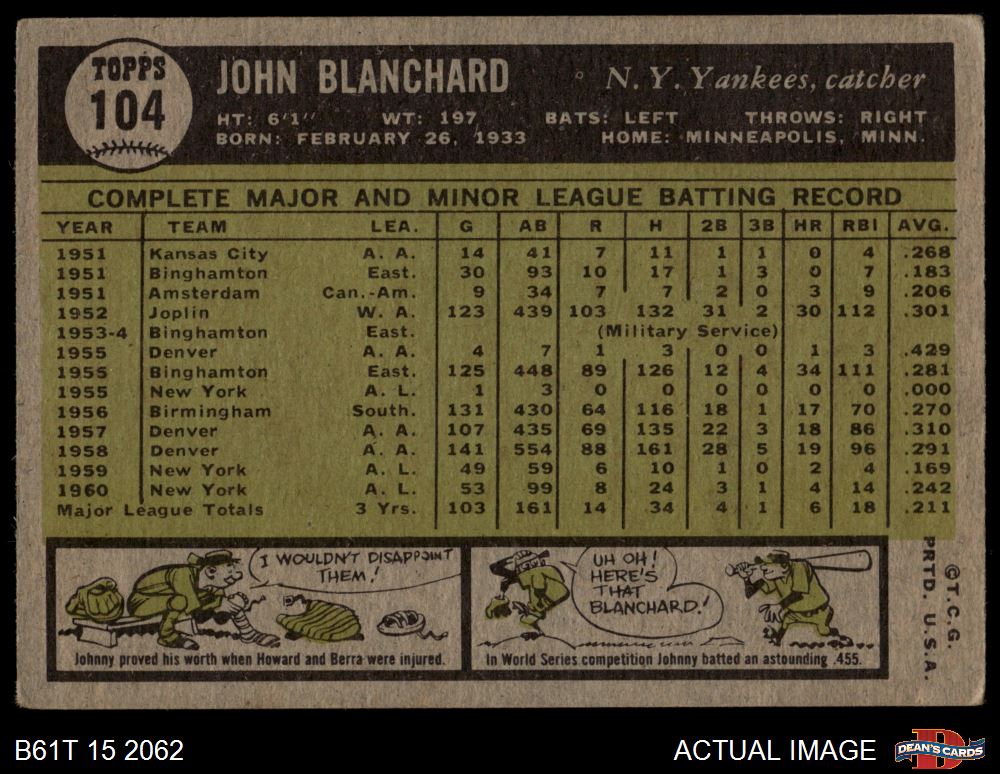 TOPPS
104
JOHN BLANCHARD
N. Y. Yankees, catcher
HT: 6'1" WT: 197 BATS: LEFT THROWS: RIGHT
BORN: FEBRUARY 26, 1933 HOME: MINNEAPOLIS, MINN.
COMPLETE MAJOR AND MINOR LEAGUE BATTING RECORD
YEAR TEAM LEA. G AB R H 2B 3B HR RBI AVG.
1951 Kansas City A. A. 14 41 7 11 1 1 0 4 .268
1951 Binghamton East. 30 93 10 17 1 3 0 7 .183
1951 Amsterdam Can.-Am. 9 34 7 7 2 0 3 9 .206
1952 Joplin W. A. 123 439 103 132 31 2 30 112 .301
1953-4 Binghamton East. (Military Service)
1955 Denver A. A. 4 7 1 3 0 0 1 3 .429
1955 Binghamton East. 125 448 89 126 12 4 34 111 .281
1955 New York A. L. 1 3 0 0 0 0 0 0 .000
1956 Birmingham South. 131 430 64 116 18 1 17 70 .270
1957 Denver A. A. 107 435 69 135 22 3 18 86 .310
1958 Denver A. A. 141 554 88 161 28 5 19 96 .291
1959 New York A. L. 49 59 6 10 1 0 2 4 .169
1960 New York A. L. 53 99 8 24 3 1 4 14 .242
Major League Totals 3 Yrs. 103 161 14 34 4 1 6 18 .211
I WOULDN'T DISAPPOINT
THEM!
Johnny proved his worth when Howard and Berra were injured.
UH OH!
HERE'S
THAT
BLANCHARD!
In World Series competition Johnny batted an astounding .455.
©T.C.G.
PRTD. U.S.A.
B61T 15 2062
ACTUAL IMAGE
DEAN'S CARDS